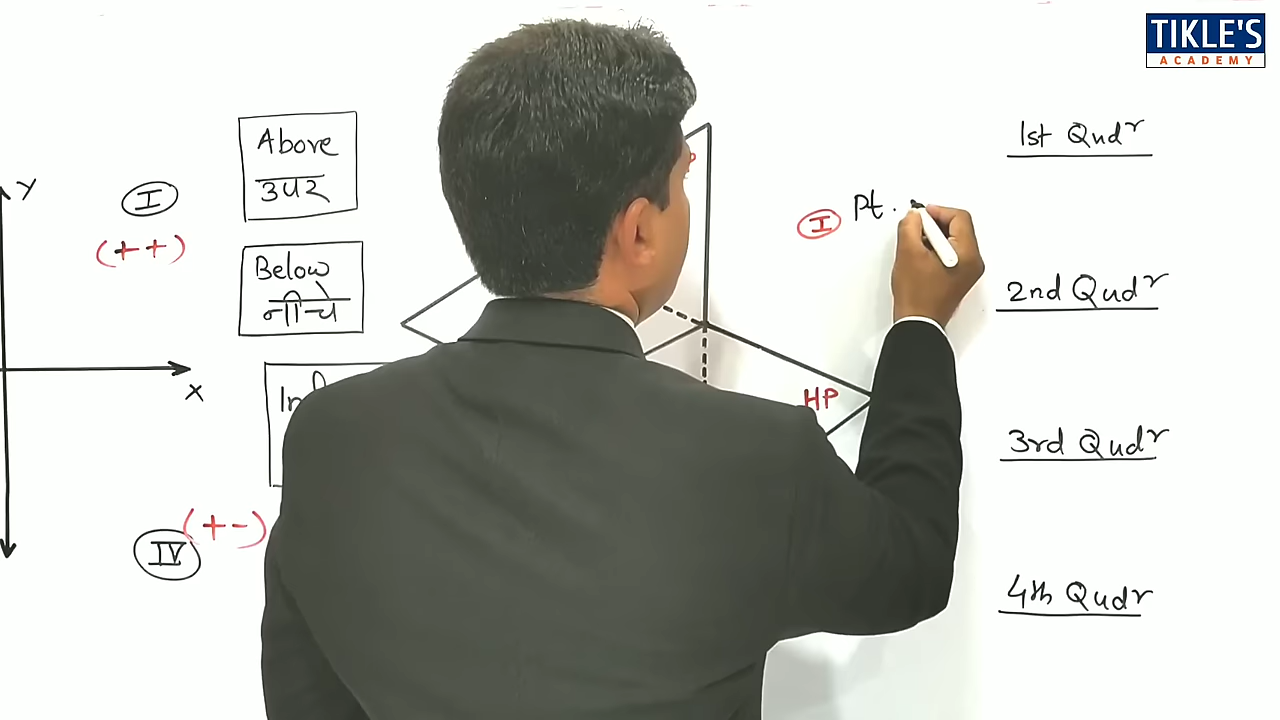 TIKLE'S
ACADEMY
Y
I
(++)
X
IV
(+-)
Above
उपर
Below
नीचे
HP
I Pt.
1st Qudr
2nd Qudr
3rd Qudr
4th Qudr